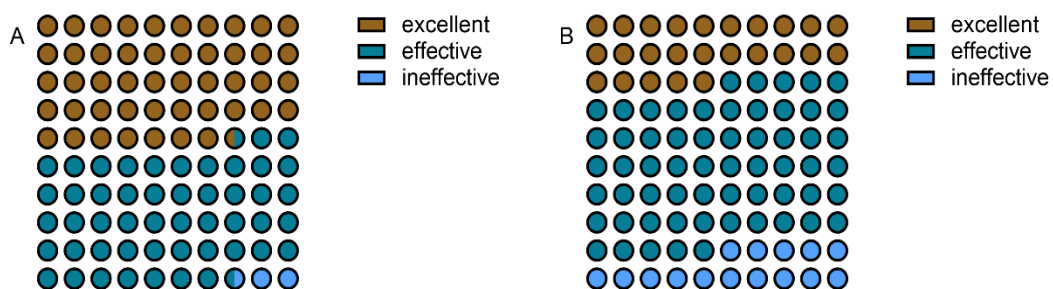 A
excellent
effective
ineffective
B
excellent
effective
ineffective